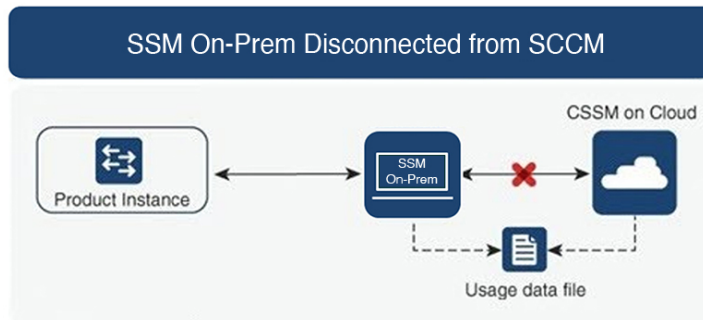 SSM On-Prem Disconnected from SCCM
CSSM on Cloud
SSM
On-Prem
Product Instance
Usage data file